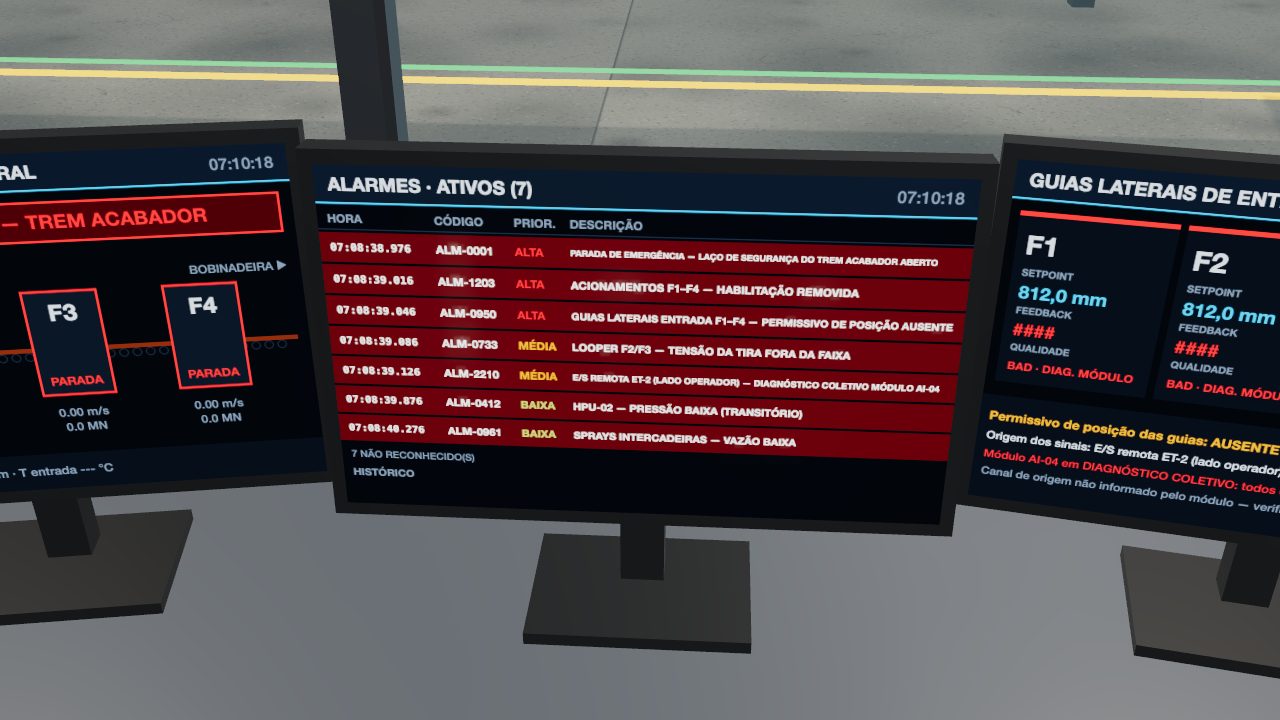 RAL 07:10:18
— TREM ACABADOR
BOBINADEIRA ▶
F3 F4
PARADA PARADA
0.00 m/s 0.00 m/s
0.0 MN 0.0 MN
m · T entrada --- °C
ALARMES · ATIVOS (7) 07:10:18
HORA CÓDIGO PRIOR. DESCRIÇÃO
07:08:38.976 ALM-0001 ALTA PARADA DE EMERGÊNCIA — LAÇO DE SEGURANÇA DO TREM ACABADOR ABERTO
07:08:39.016 ALM-1203 ALTA ACIONAMENTOS F1–F4 — HABILITAÇÃO REMOVIDA
07:08:39.046 ALM-0950 ALTA GUIAS LATERAIS ENTRADA F1–F4 — PERMISSIVO DE POSIÇÃO AUSENTE
07:08:39.086 ALM-0733 MÉDIA LOOPER F2/F3 — TENSÃO DA TIRA FORA DA FAIXA
07:08:39.126 ALM-2210 MÉDIA E/S REMOTA ET-2 (LADO OPERADOR) — DIAGNÓSTICO COLETIVO MÓDULO AI-04
07:08:39.876 ALM-0412 BAIXA HPU-02 — PRESSÃO BAIXA (TRANSITÓRIO)
07:08:40.276 ALM-0961 BAIXA SPRAYS INTERCADEIRAS — VAZÃO BAIXA
7 NÃO RECONHECIDO(S)
HISTÓRICO
GUIAS LATERAIS DE ENT
F1 F2
SETPOINT SETPOINT
812,0 mm 812,0 mm
FEEDBACK FEEDBACK
#### ####
QUALIDADE QUALIDADE
BAD · DIAG. MÓDULO BAD · DIAG. MÓDU
Permissivo de posição das guias: AUSENTE
Origem dos sinais: E/S remota ET-2 (lado operador,
Módulo AI-04 em DIAGNÓSTICO COLETIVO: todos
Canal de origem não informado pelo módulo — verifi